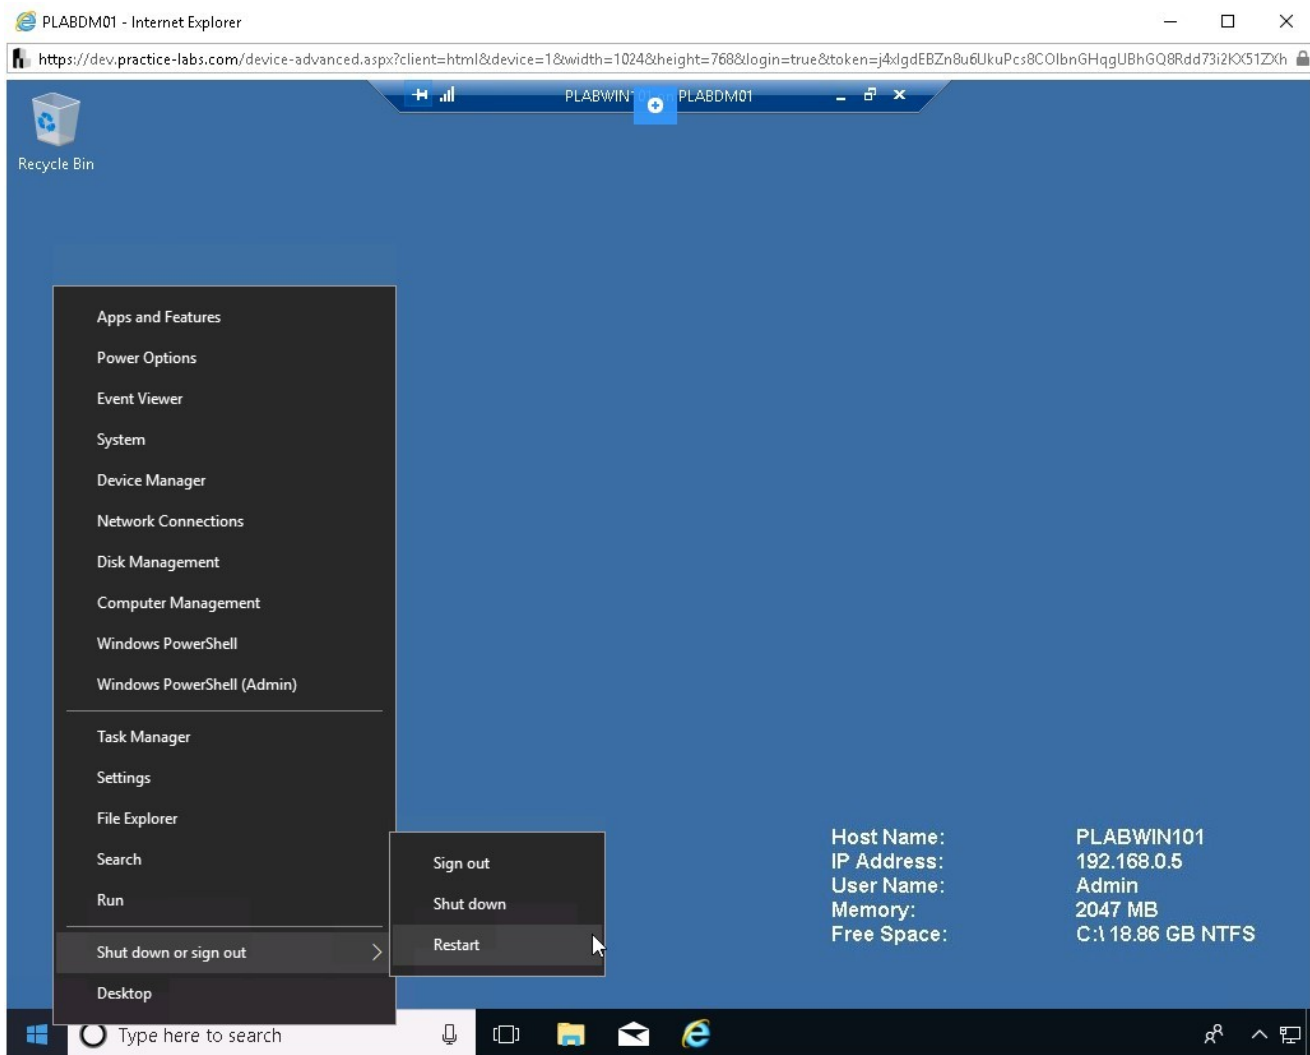 PLABDM01 - Internet Explorer
https://dev.practice-labs.com/device-advanced.aspx?client=html&device=1&width=1024&height=768&login=true&token=
PLABWIN PLABDM01
Recycle Bin
Apps and Features
Power Options
Event Viewer
System
Device Manager
Network Connections
Disk Management
Computer Management
Windows PowerShell
Windows PowerShell (Admin)
Task Manager
Settings
File Explorer
Search
Run
Shut down or sign out
Desktop
Sign out
Shut down
Restart
Host Name: PLABWIN101
IP Address: 192.168.0.5
User Name: Admin
Memory: 2047 MB
Free Space: C:\ 18.86 GB NTFS
Type here to search